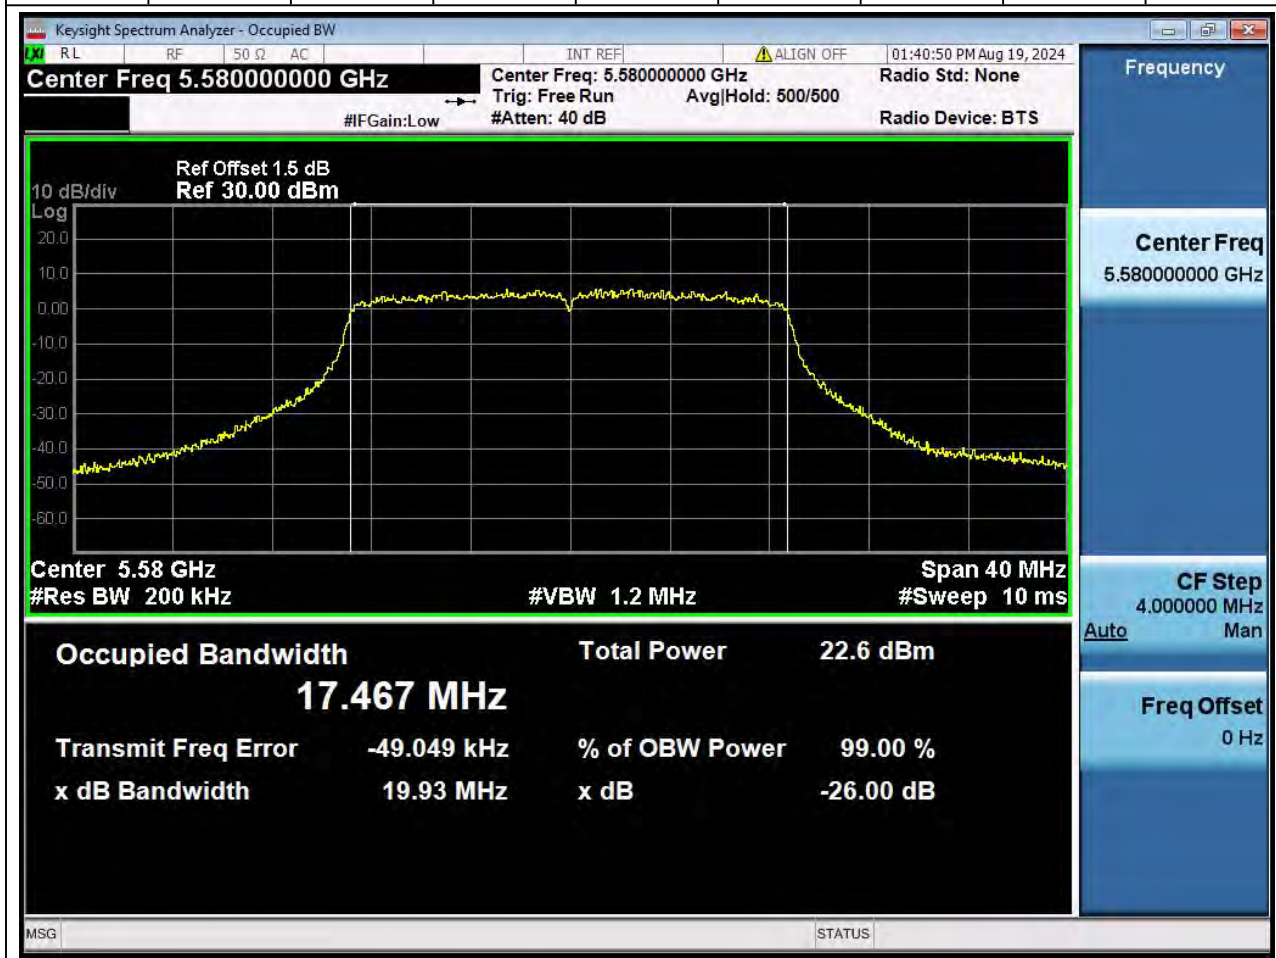 Keysight Spectrum Analyzer - Occupied BW
LXI RL RF 50 Ω AC INT REF ALIGN OFF 01:40:50 PM Aug 19, 2024
Center Freq 5.580000000 GHz
Center Freq: 5.580000000 GHz
Radio Std: None
Trig: Free Run Avg|Hold: 500/500
#IFGain:Low
#Atten: 40 dB
Radio Device: BTS
Ref Offset 1.5 dB
10 dB/div Ref 30.00 dBm
Log
20.0
10.0
0.00
-10.0
-20.0
-30.0
-40.0
-50.0
-60.0
Center 5.58 GHz Span 40 MHz
#Res BW 200 kHz #VBW 1.2 MHz #Sweep 10 ms
Occupied Bandwidth Total Power 22.6 dBm
17.467 MHz
Transmit Freq Error -49.049 kHz % of OBW Power 99.00 %
x dB Bandwidth 19.93 MHz x dB -26.00 dB
Frequency
Center Freq
5.580000000 GHz
CF Step
4.000000 MHz
Auto Man
Freq Offset
0 Hz
MSG STATUS